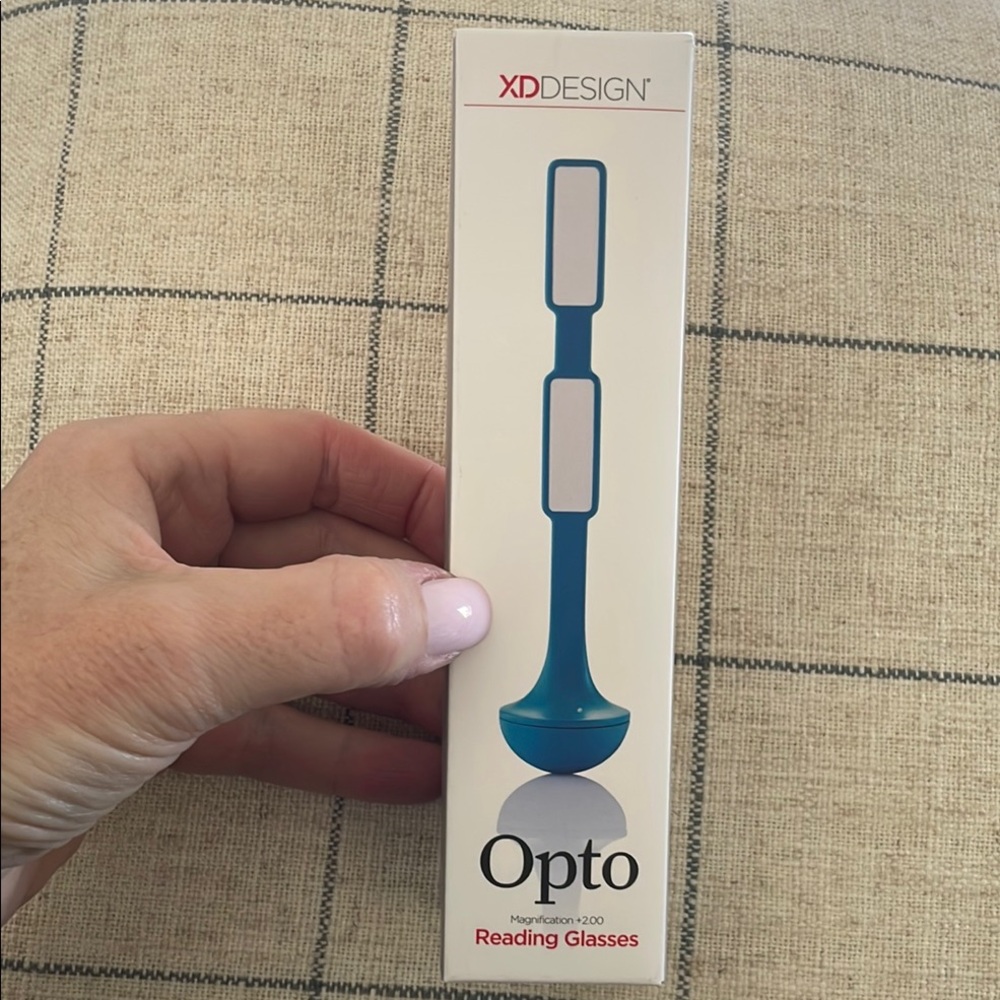 XDDESIGN®
Opto
Magnification +2.00
Reading Glasses